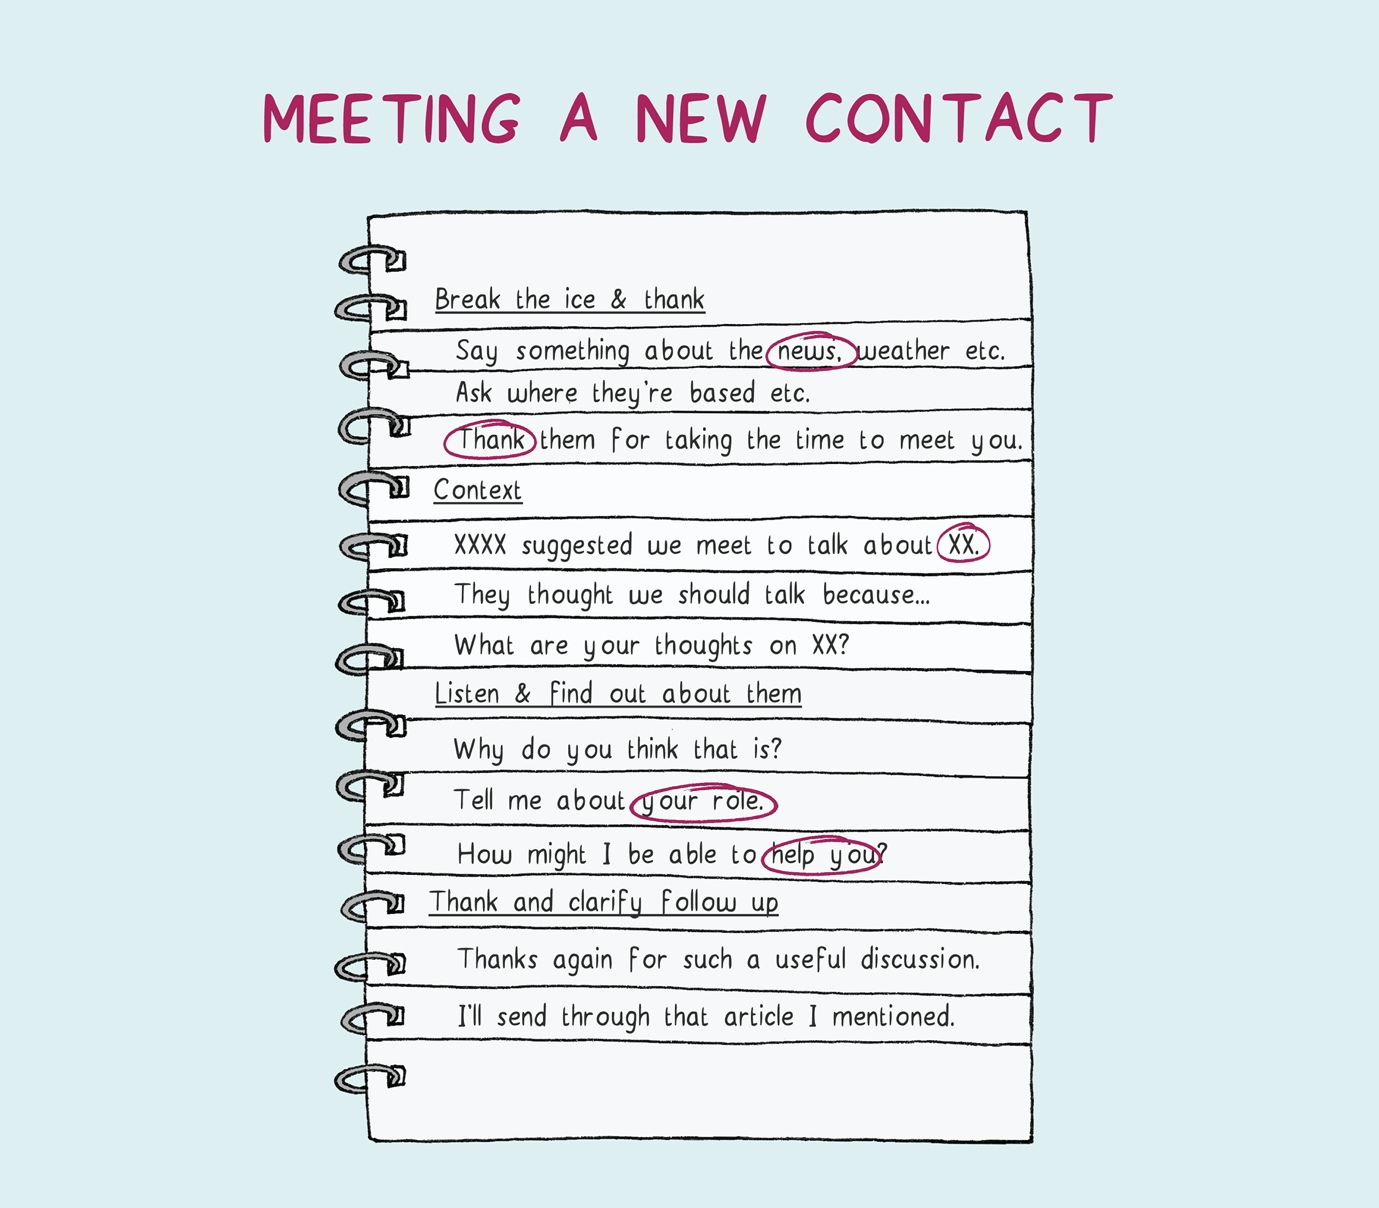 MEETING A NEW CONTACT
Break the ice & thank
Say something about the news, weather etc.
Ask where they're based etc.
Thank them for taking the time to meet you.
Context
XXXX suggested we meet to talk about XX.
They thought we should talk because...
What are your thoughts on XX?
Listen & find out about them
Why do you think that is?
Tell me about your role.
How might I be able to help you?
Thank and clarify follow up
Thanks again for such a useful discussion.
I'll send through that article I mentioned.